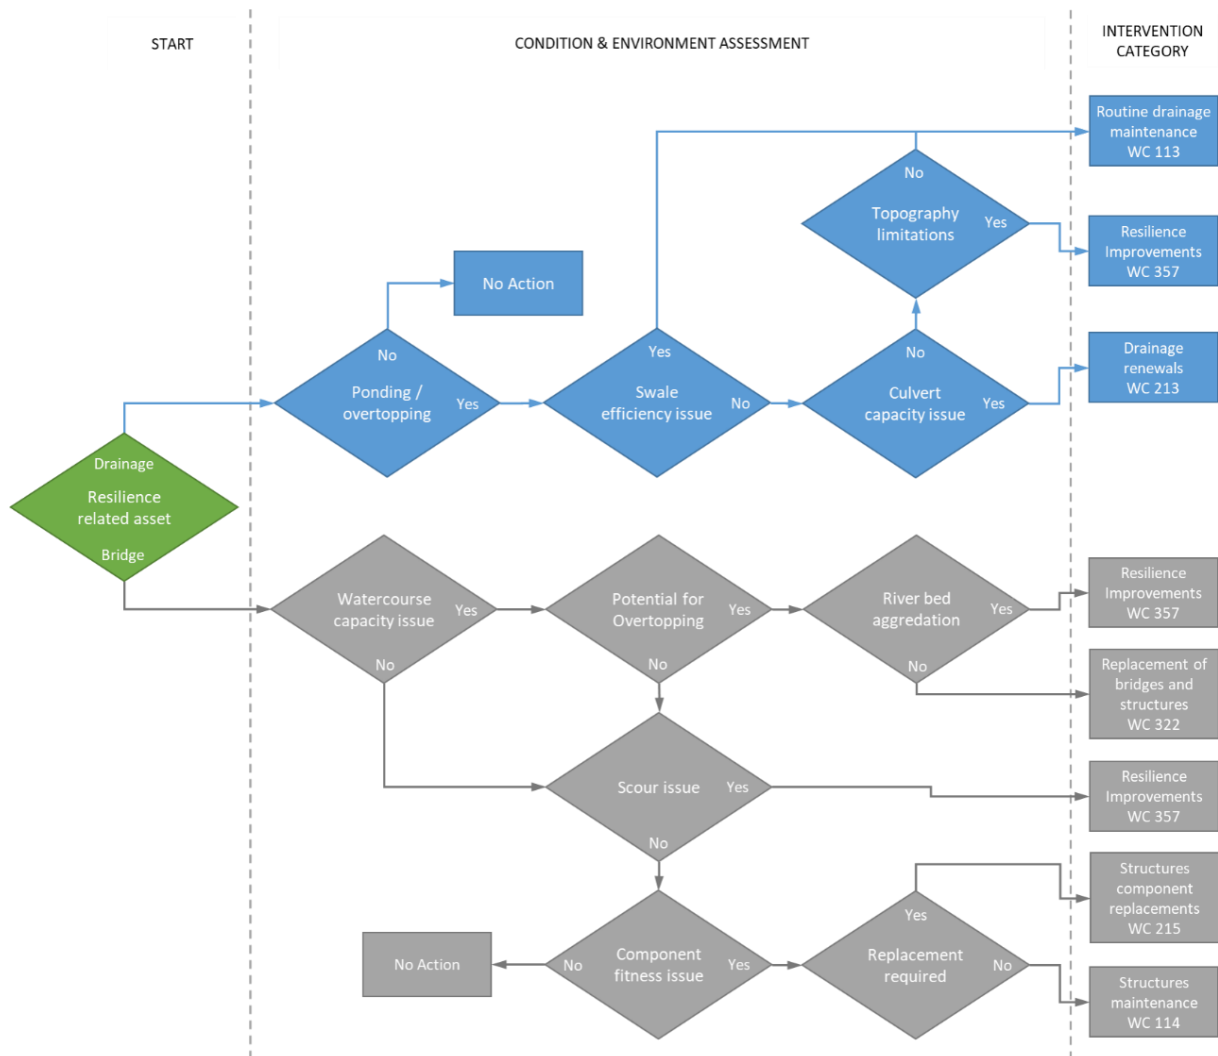 START
CONDITION & ENVIRONMENT ASSESSMENT
INTERVENTION
CATEGORY
Routine drainage
maintenance
WC 113
No
Topography
limitations
Yes
Resilience
Improvements
WC 357
No Action
No
Ponding /
overtopping
Yes
Yes
Swale
efficiency issue
No
No
Culvert
capacity issue
Yes
Drainage
renewals
WC 213
Drainage
Resilience
related asset
Bridge
Watercourse
capacity issue
Yes
No
Potential for
Overtopping
Yes
No
River bed
aggredation
Yes
No
Resilience
Improvements
WC 357
Replacement of
bridges and
structures
WC 322
Scour issue
Yes
No
Resilience
Improvements
WC 357
No Action
No
Component
fitness issue
Yes
Yes
Replacement
required
No
Structures
component
replacements
WC 215
Structures
maintenance
WC 114